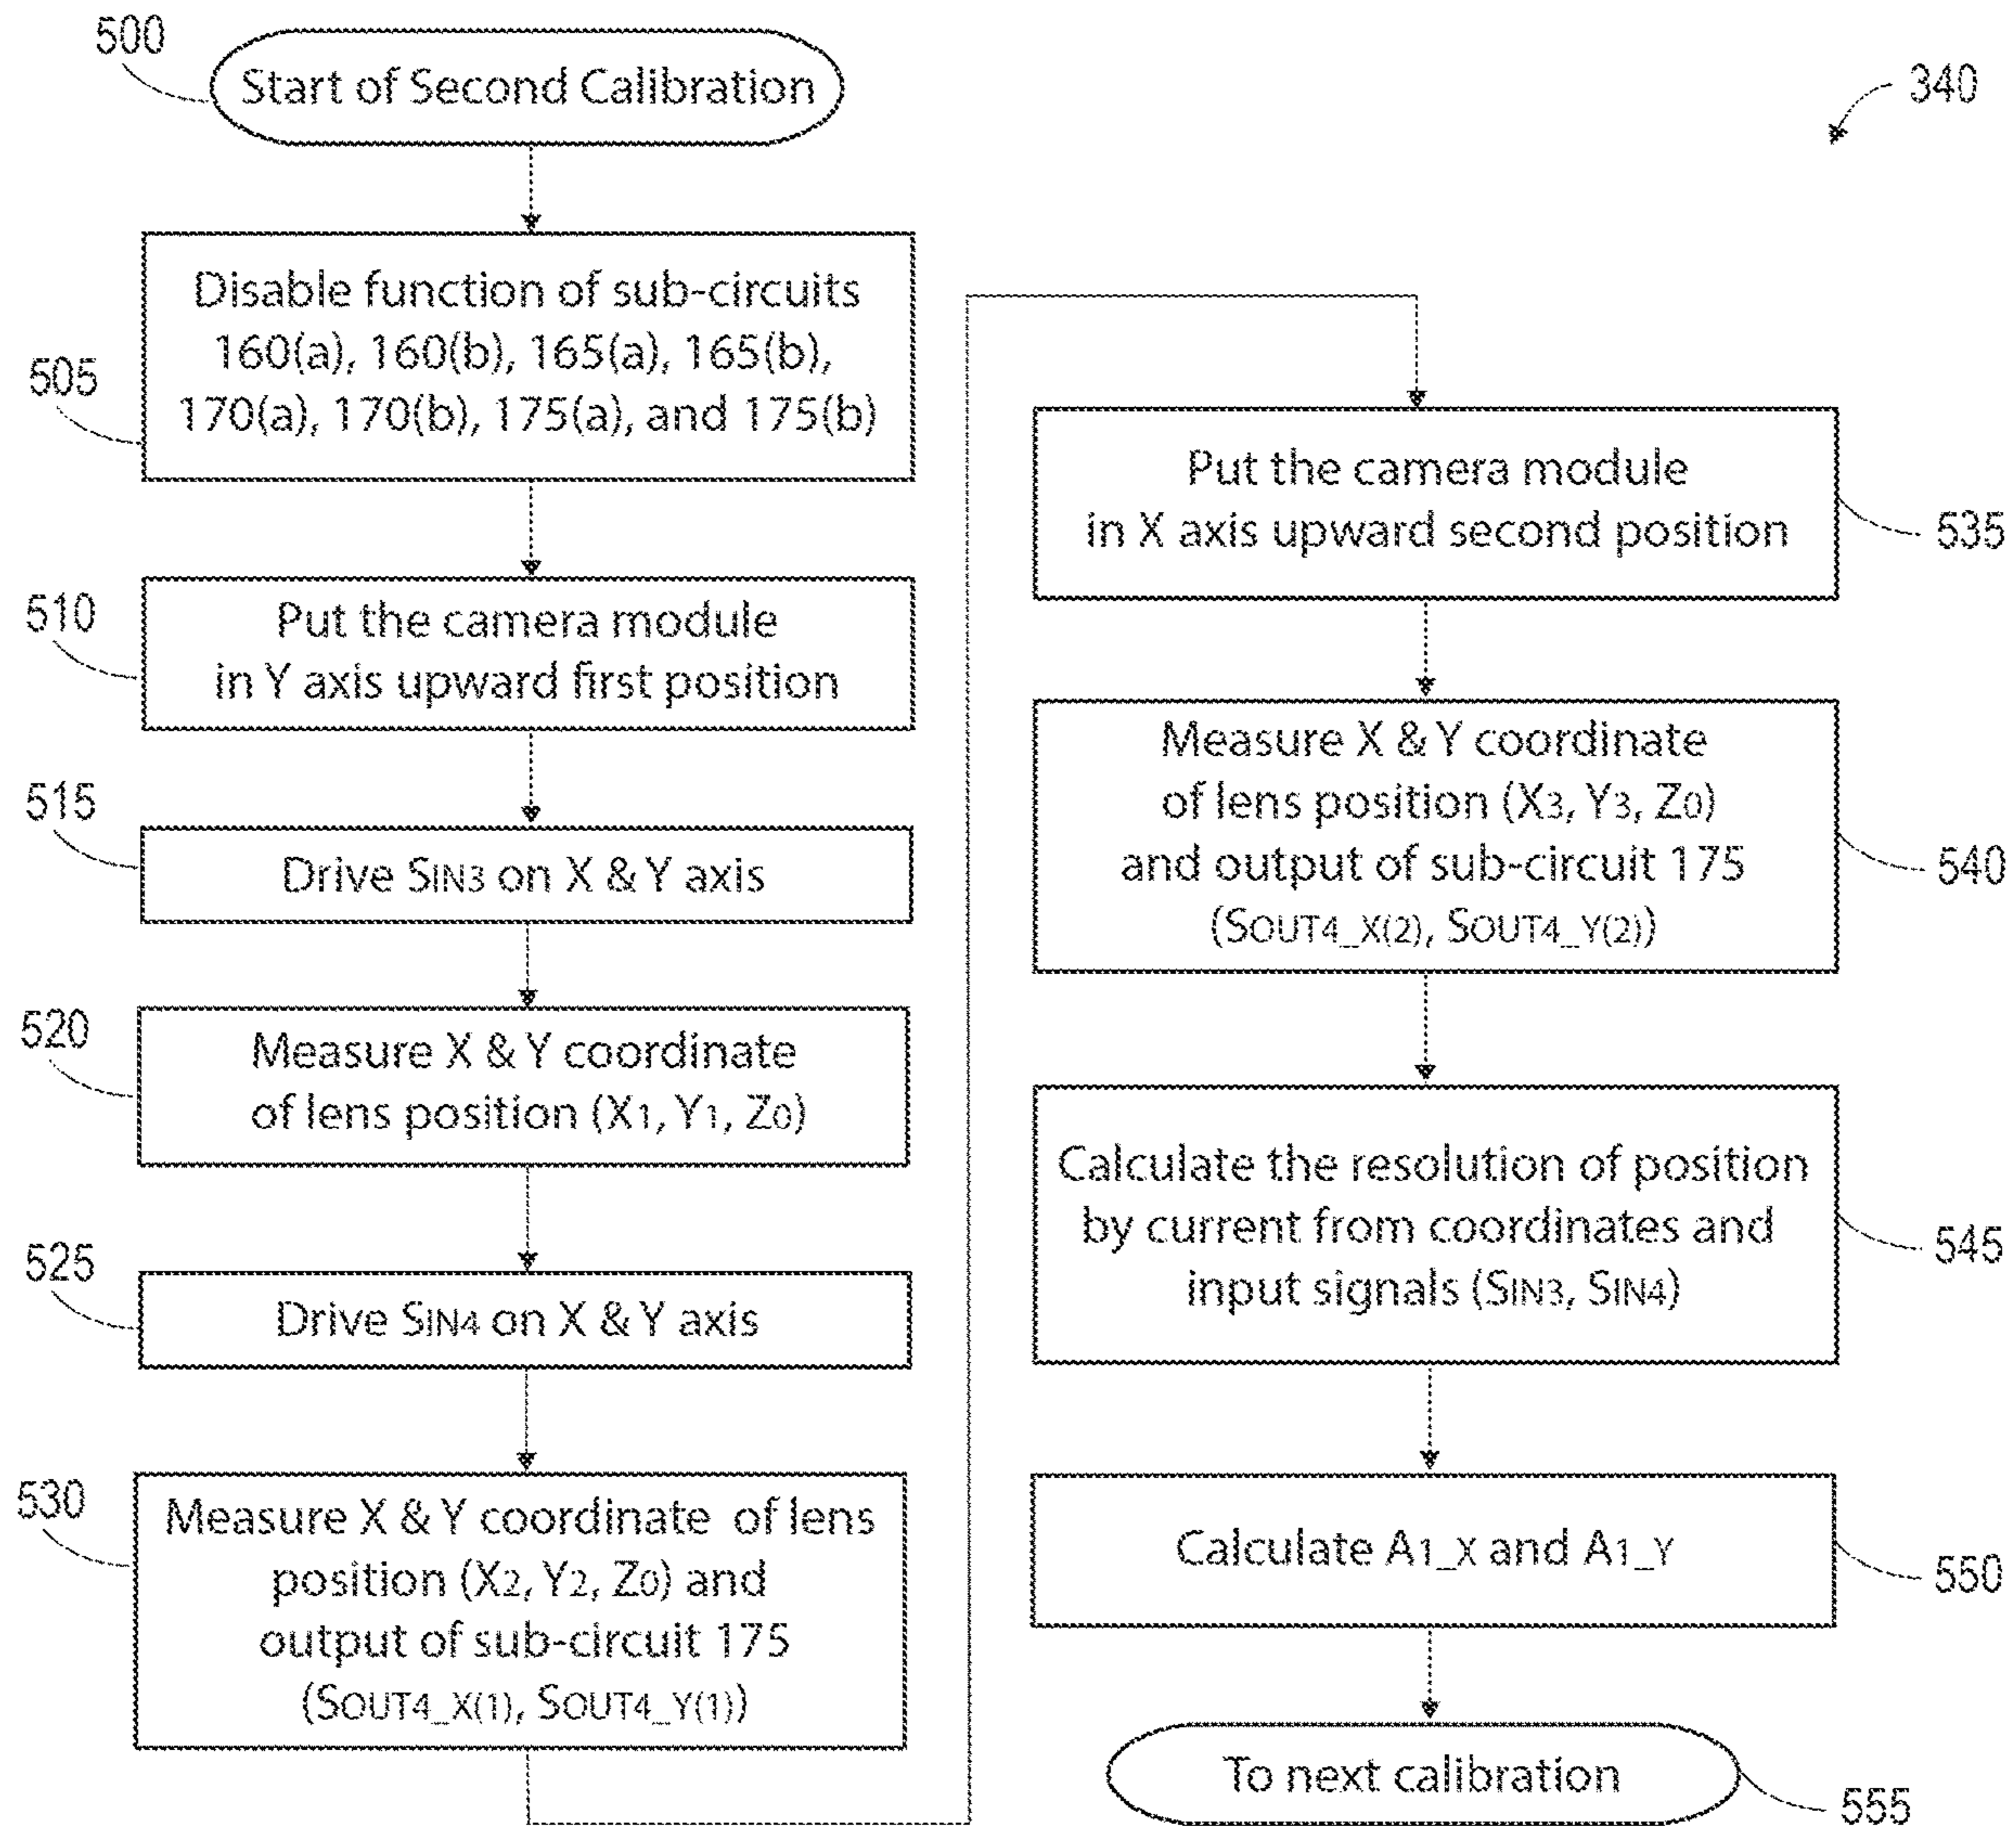 500
Start of Second Calibration
340
505
Disable function of sub-circuits
160(a), 160(b), 165(a), 165(b),
170(a), 170(b), 175(a), and 175(b)
510
Put the camera module
in Y axis upward first position
515
Drive SIN3 on X & Y axis
520
Measure X & Y coordinate
of lens position (X1, Y1, Z0)
525
Drive SIN4 on X & Y axis
530
Measure X & Y coordinate of lens
position (X2, Y2, Z0) and
output of sub-circuit 175
(SOUT4_X(1), SOUT4_Y(1))
Put the camera module
in X axis upward second position
535
Measure X & Y coordinate
of lens position (X3, Y3, Z0)
and output of sub-circuit 175
(SOUT4_X(2), SOUT4_Y(2))
540
Calculate the resolution of position
by current from coordinates and
input signals (SIN3, SIN4)
545
Calculate A1_X and A1_Y
550
To next calibration
555